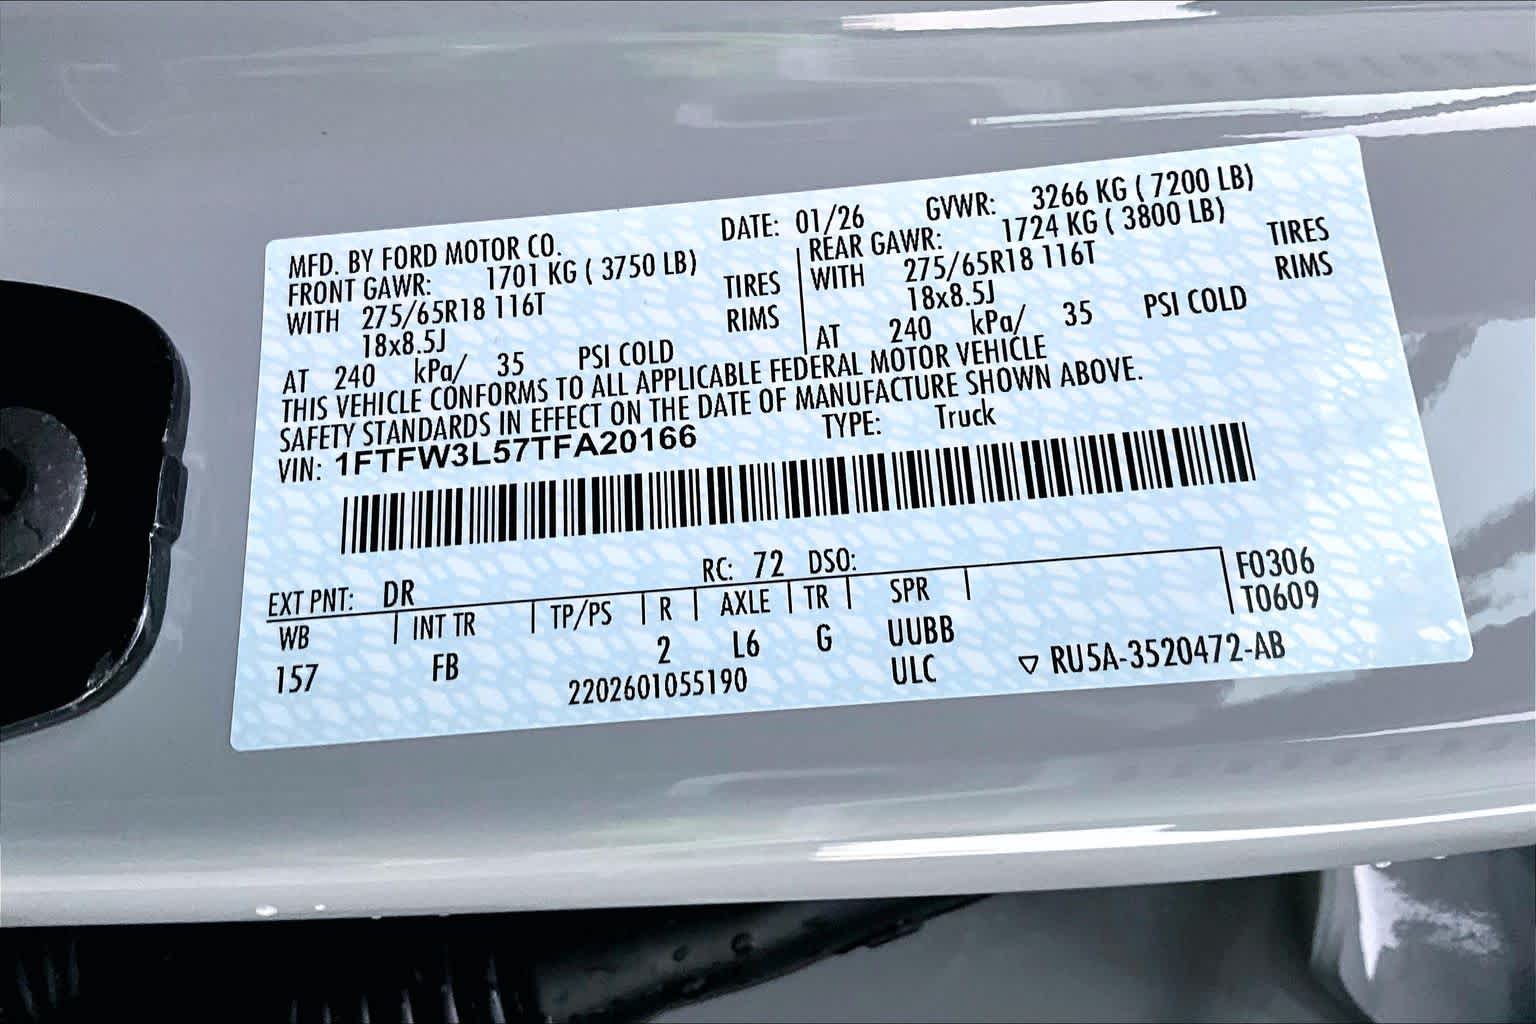 MFD. BY FORD MOTOR CO. DATE: 01/26 GVWR: 3266 KG ( 7200 LB)
FRONT GAWR: 1701 KG ( 3750 LB) REAR GAWR: 1724 KG ( 3800 LB)
WITH 275/65R18 116T TIRES WITH 275/65R18 116T TIRES
18x8.5J RIMS 18x8.5J RIMS
AT 240 kPa/ 35 PSI COLD AT 240 kPa/ 35 PSI COLD
THIS VEHICLE CONFORMS TO ALL APPLICABLE FEDERAL MOTOR VEHICLE
SAFETY STANDARDS IN EFFECT ON THE DATE OF MANUFACTURE SHOWN ABOVE.
VIN: 1FTFW3L57TFA20166 TYPE: Truck
EXT PNT: DR RC: 72 DSO: F0306
WB INT TR TP/PS R AXLE TR SPR T0609
157 FB 2 L6 G UUBB
2202601055190 ULC ▽ RU5A-3520472-AB